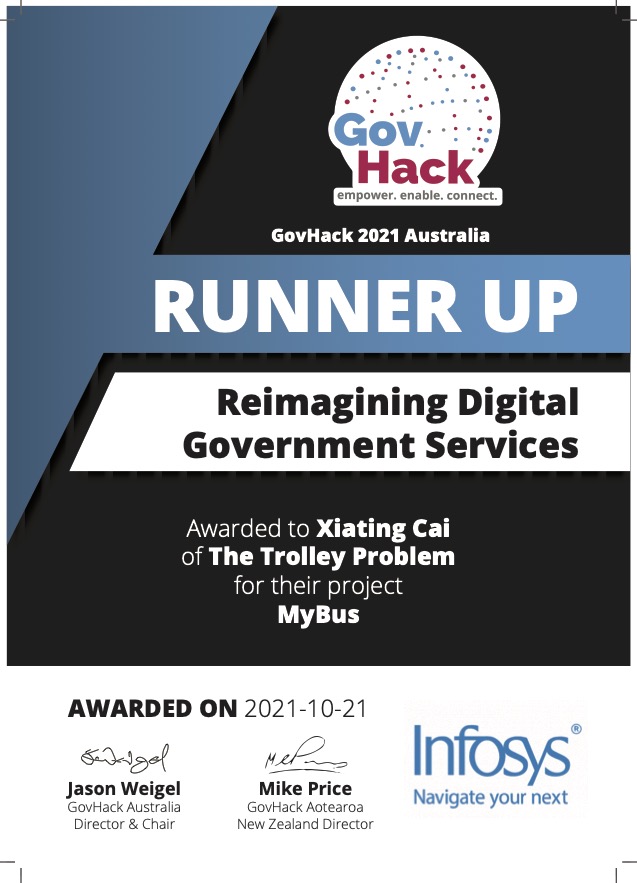 Gov
Hack
empower. enable. connect.
GovHack 2021 Australia
RUNNER UP
Reimagining Digital
Government Services
Awarded to Xiating Cai
of The Trolley Problem
for their project
MyBus
AWARDED ON 2021-10-21
Jason Weigel
GovHack Australia
Director & Chair
Mike Price
GovHack Aotearoa
New Zealand Director
Infosys®
Navigate your next